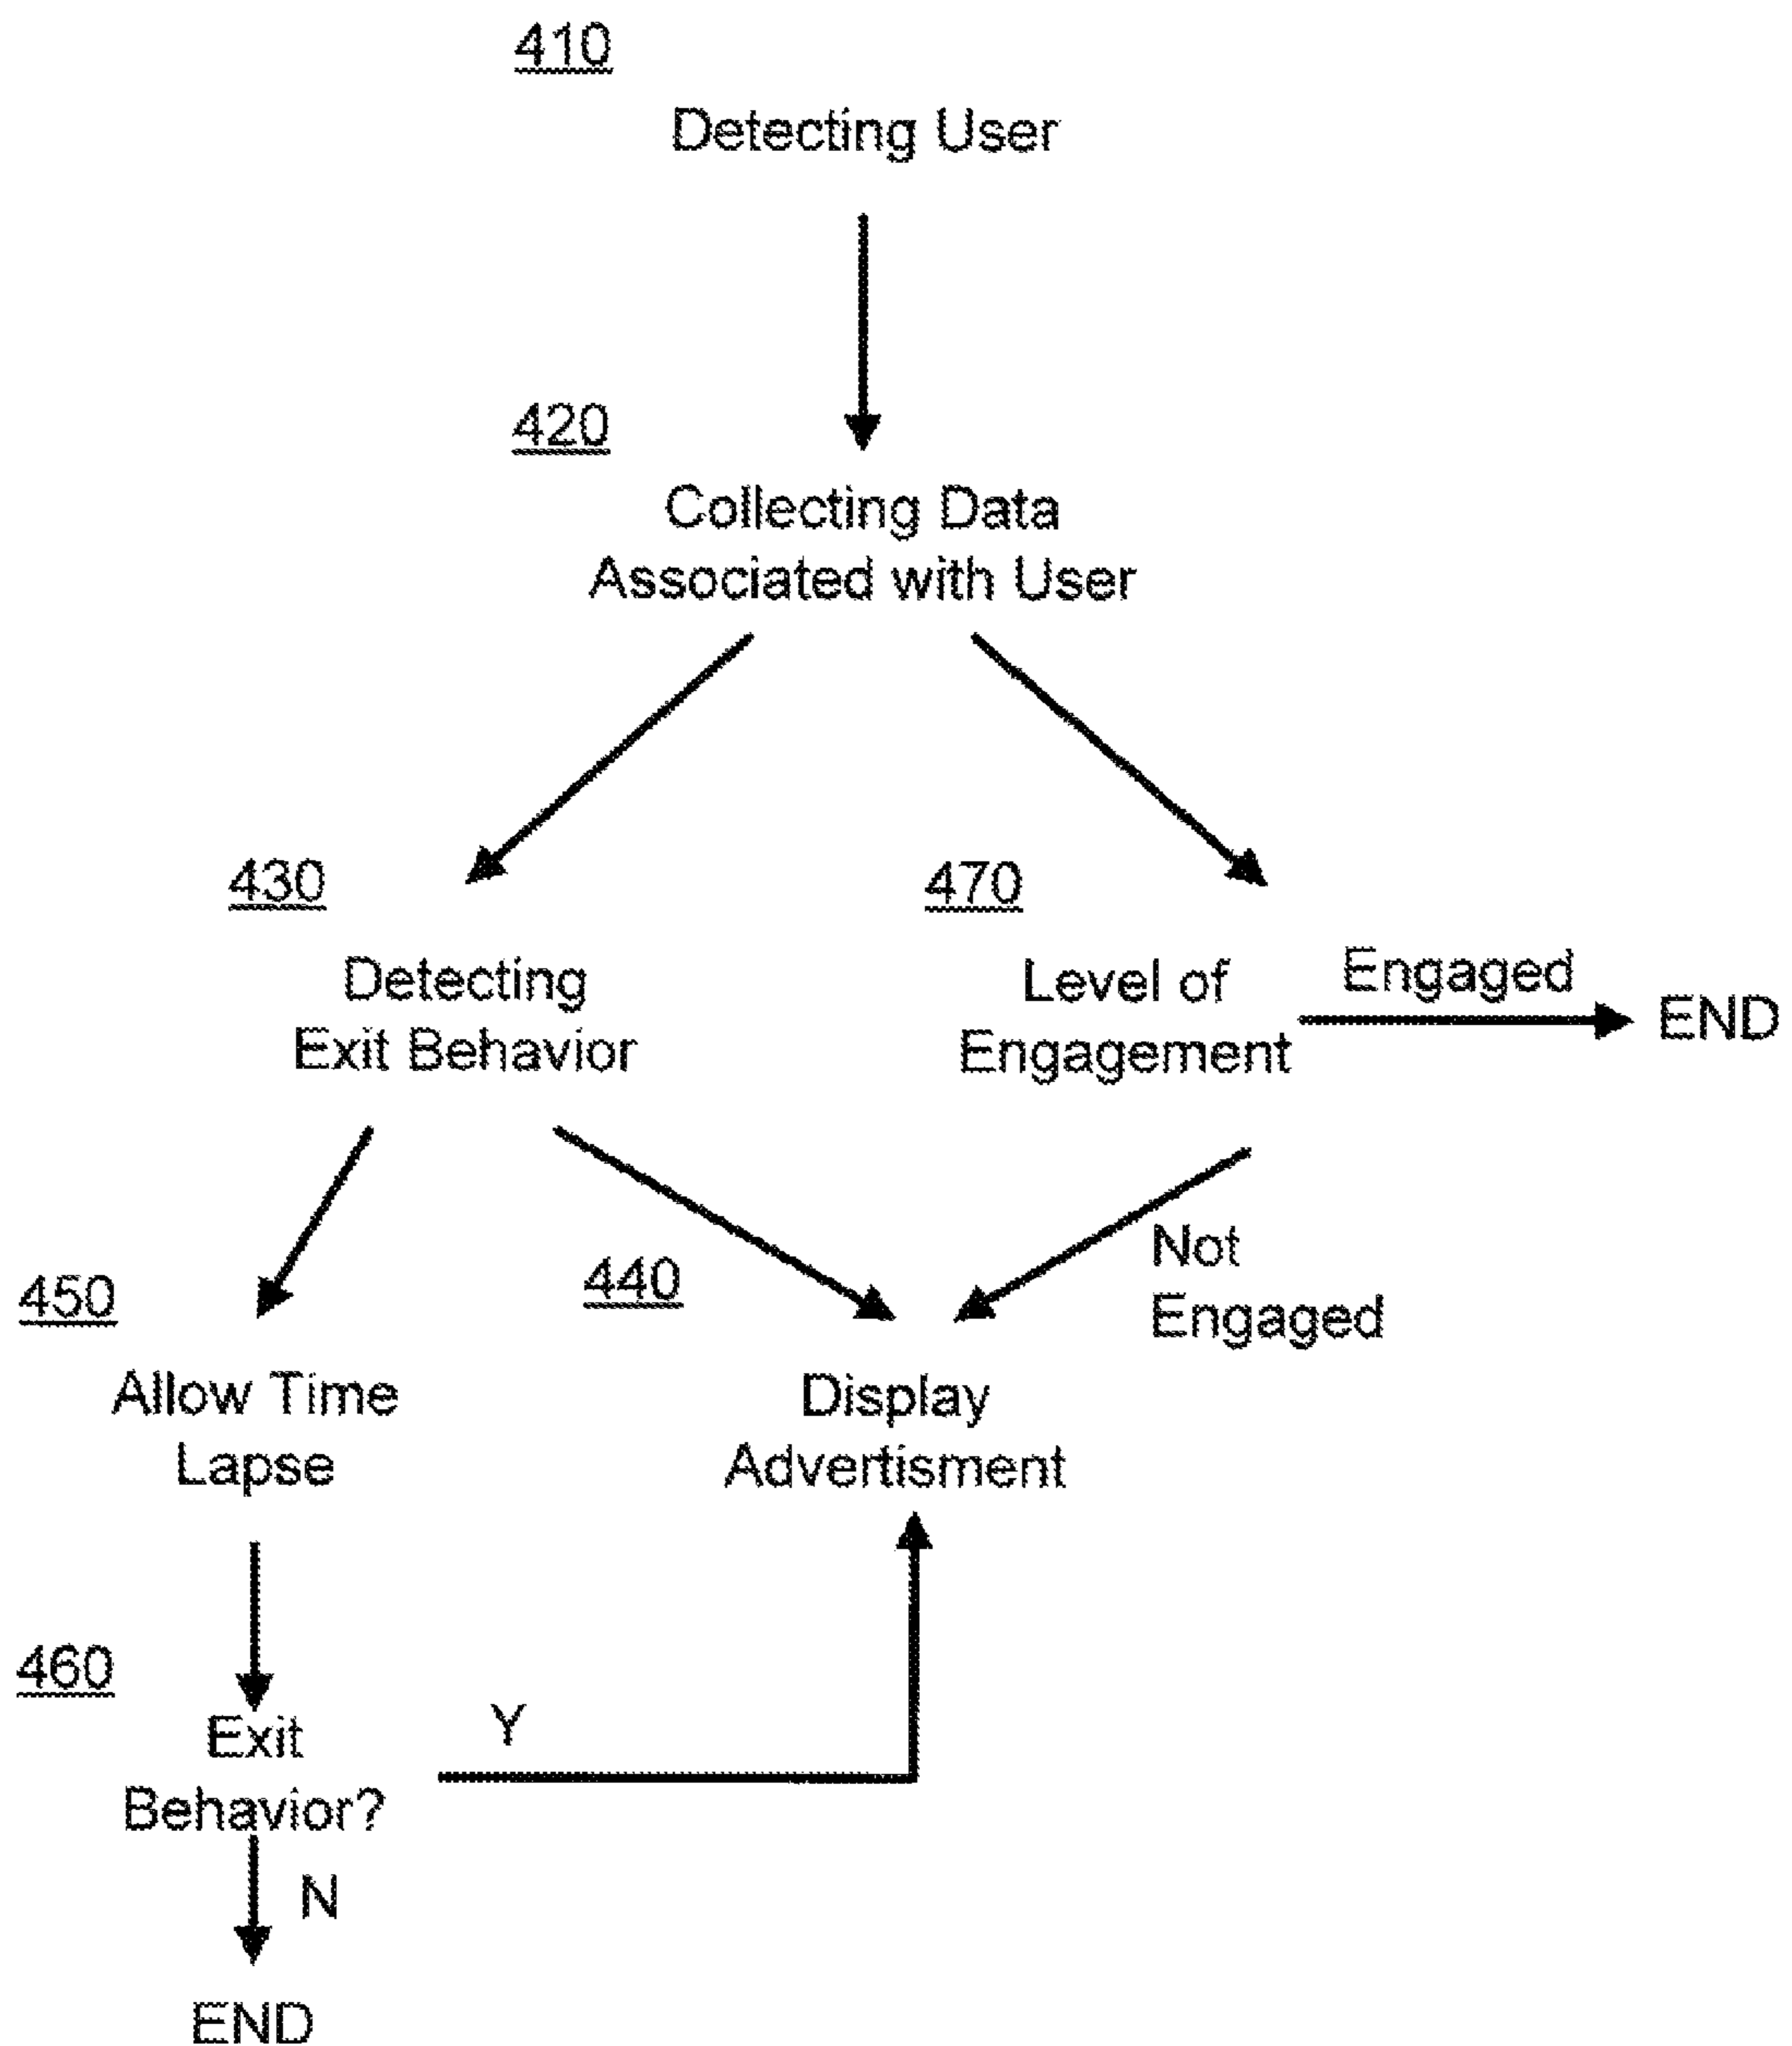 410
Detecting User
420
Collecting Data
Associated with User
430
Detecting
Exit Behavior
470
Level of
Engagement
Engaged
END
450
Allow Time
Lapse
440
Display
Advertisment
Not
Engaged
460
Exit
Behavior?
Y
N
END